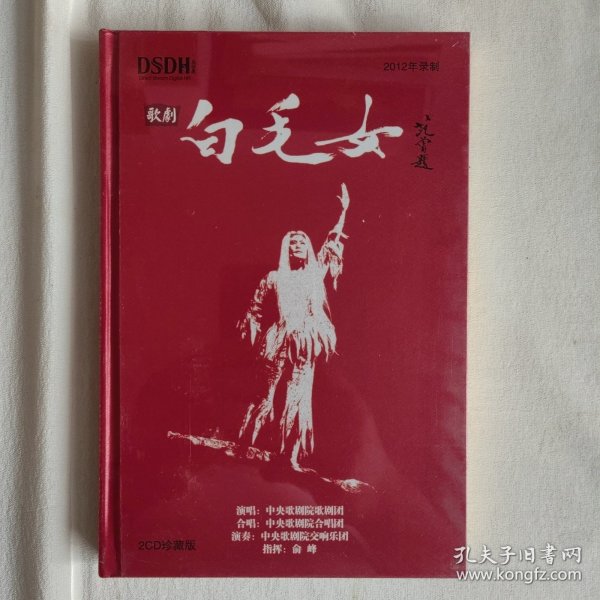 DSDH
2012年录制
歌劇
白毛女
演唱：中央歌剧院歌剧团
合唱：中央歌剧院合唱团
演奏：中央歌剧院交响乐团
指挥：俞 峰
2CD珍藏版
孔夫子旧书网
www.kongfz.com